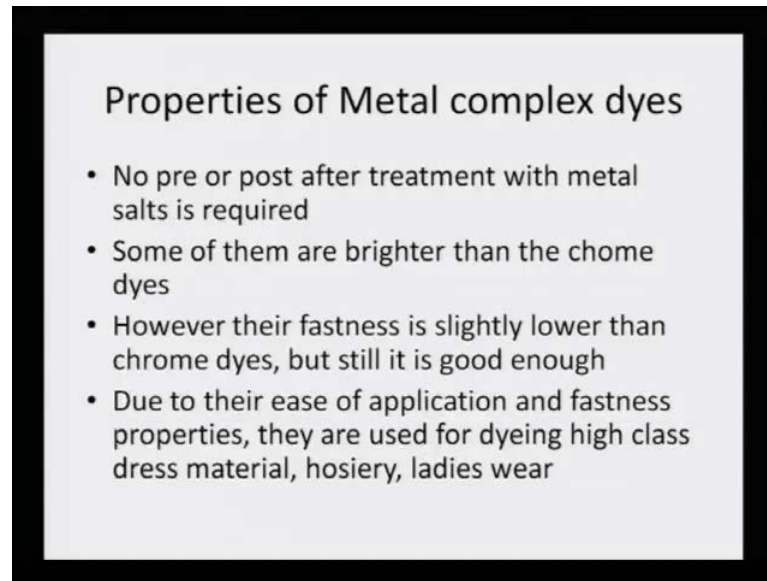 Properties of Metal complex dyes
• No pre or post after treatment with metal
salts is required
• Some of them are brighter than the chome
dyes
• However their fastness is slightly lower than
chrome dyes, but still it is good enough
• Due to their ease of application and fastness
properties, they are used for dyeing high class
dress material, hosiery, ladies wear